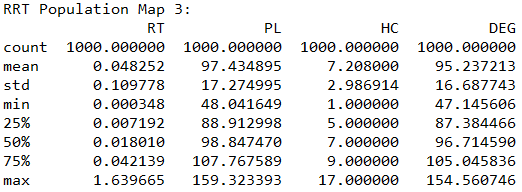 RRT Population Map 3:
RT PL HC DEG
count 1000.000000 1000.000000 1000.000000 1000.000000
mean 0.048252 97.434895 7.208000 95.237213
std 0.109778 17.274995 2.986914 16.687743
min 0.000348 48.041649 1.000000 47.145606
25% 0.007192 88.912998 5.000000 87.384466
50% 0.018010 98.847470 7.000000 96.714590
75% 0.042139 107.767589 9.000000 105.045836
max 1.639665 159.323393 17.000000 154.560746